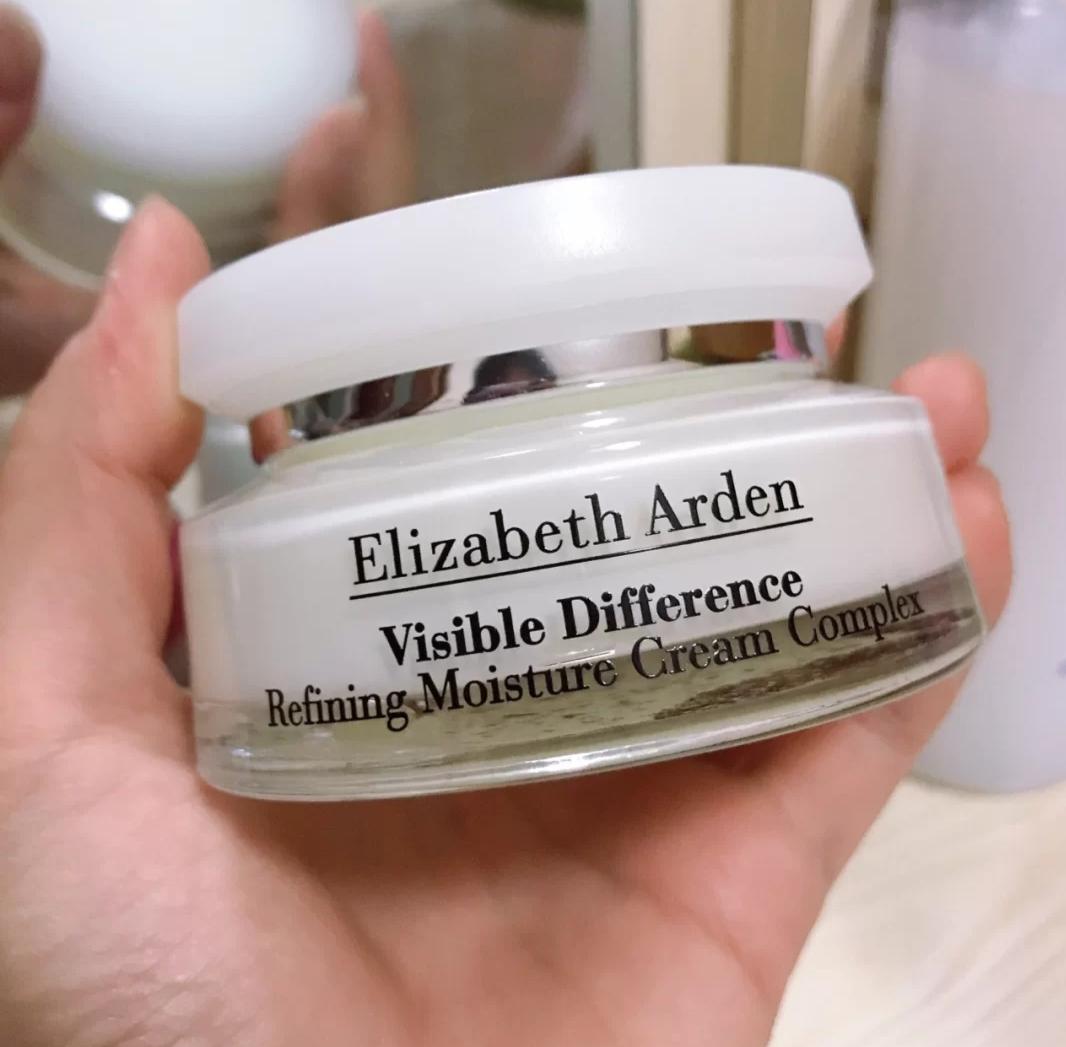 Elizabeth Arden
Visible Difference
Refining Moisture Cream Complex